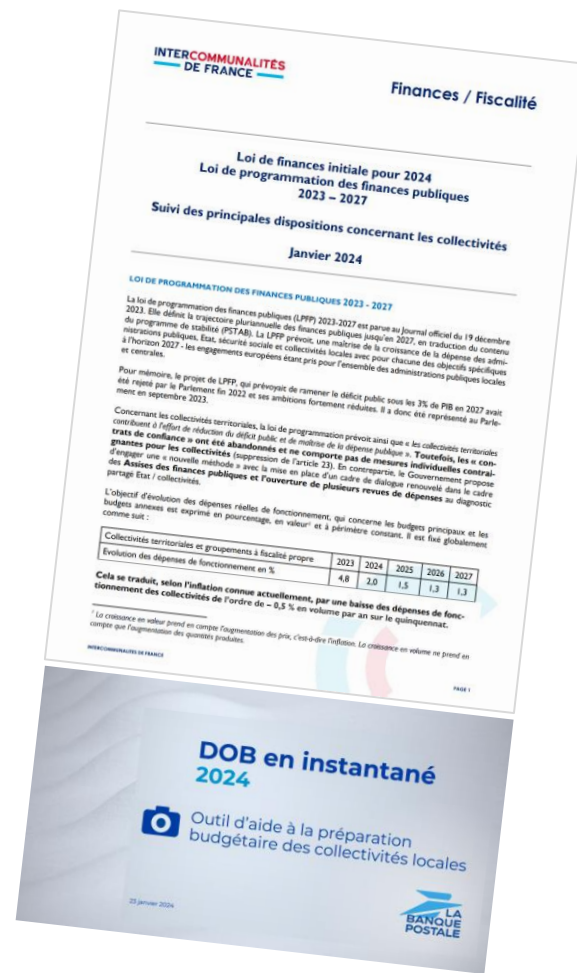 INTERCOMMUNALITÉS
DE FRANCE
Finances / Fiscalité
Loi de finances initiale pour 2024
Loi de programmation des finances publiques
2023 – 2027
Suivi des principales dispositions concernant les collectivités
Janvier 2024
LOI DE PROGRAMMATION DES FINANCES PUBLIQUES 2023 - 2027
La loi de programmation des finances publiques (LPFP) 2023-2027 est parue au Journal officiel du 19 décembre
2023. Elle définit la trajectoire pluriannuelle des finances publiques jusqu'en 2027, en traduction du contenu
du programme de stabilité (PSTAB). La LPFP prévoit, une maîtrise de la croissance de la dépense des admi-
nistrations publiques, Etat, sécurité sociale et collectivités locales avec pour chacune des objectifs spécifiques
à l'horizon 2027 - les engagements européens étant pris pour l'ensemble des administrations publiques locales
et centrales.
Pour mémoire, le projet de LPFP, qui prévoyait de ramener le déficit public sous les 3% de PIB en 2027 avait
été rejeté par le Parlement fin 2022 et ses ambitions fortement réduites. Il a donc été représenté au Parle-
ment en septembre 2023.
Concernant les collectivités territoriales, la loi de programmation prévoit ainsi que « les collectivités territoriales
contribuent à l'effort de réduction du déficit public et de maîtrise de la dépense publique ». Toutefois, les « con-
trats de confiance » ont été abandonnés et ne comporte pas de mesures individuelles contrai-
gnantes pour les collectivités (suppression de l'article 23). En contrepartie, le Gouvernement propose
d'engager une « nouvelle méthode » avec la mise en place d'un cadre de dialogue renouvelé dans le cadre
des Assises des finances publiques et l'ouverture de plusieurs revues de dépenses au diagnostic
partagé Etat / collectivités.
L'objectif d'évolution des dépenses réelles de fonctionnement, qui concerne les budgets principaux et les
budgets annexes est exprimé en pourcentage, en valeur¹ et à périmètre constant. Il est fixé globalement
comme suit :
Collectivités territoriales et groupements à fiscalité propre 2023 2024 2025 2026 2027
Evolution des dépenses de fonctionnement en % 4,8 2,0 1,5 1,3 1,3
Cela se traduit, selon l'inflation connue actuellement, par une baisse des dépenses de fonc-
tionnement des collectivités de l'ordre de – 0,5 % en volume par an sur le quinquennat.
¹ La croissance en valeur prend en compte l'augmentation des prix, c'est-à-dire l'inflation. La croissance en volume ne prend en
compte que l'augmentation des quantités produites.
INTERCOMMUNALITÉS DE FRANCE
PAGE 1
DOB en instantané
2024
Outil d'aide à la préparation
budgétaire des collectivités locales
23 janvier 2024
LA
BANQUE
POSTALE